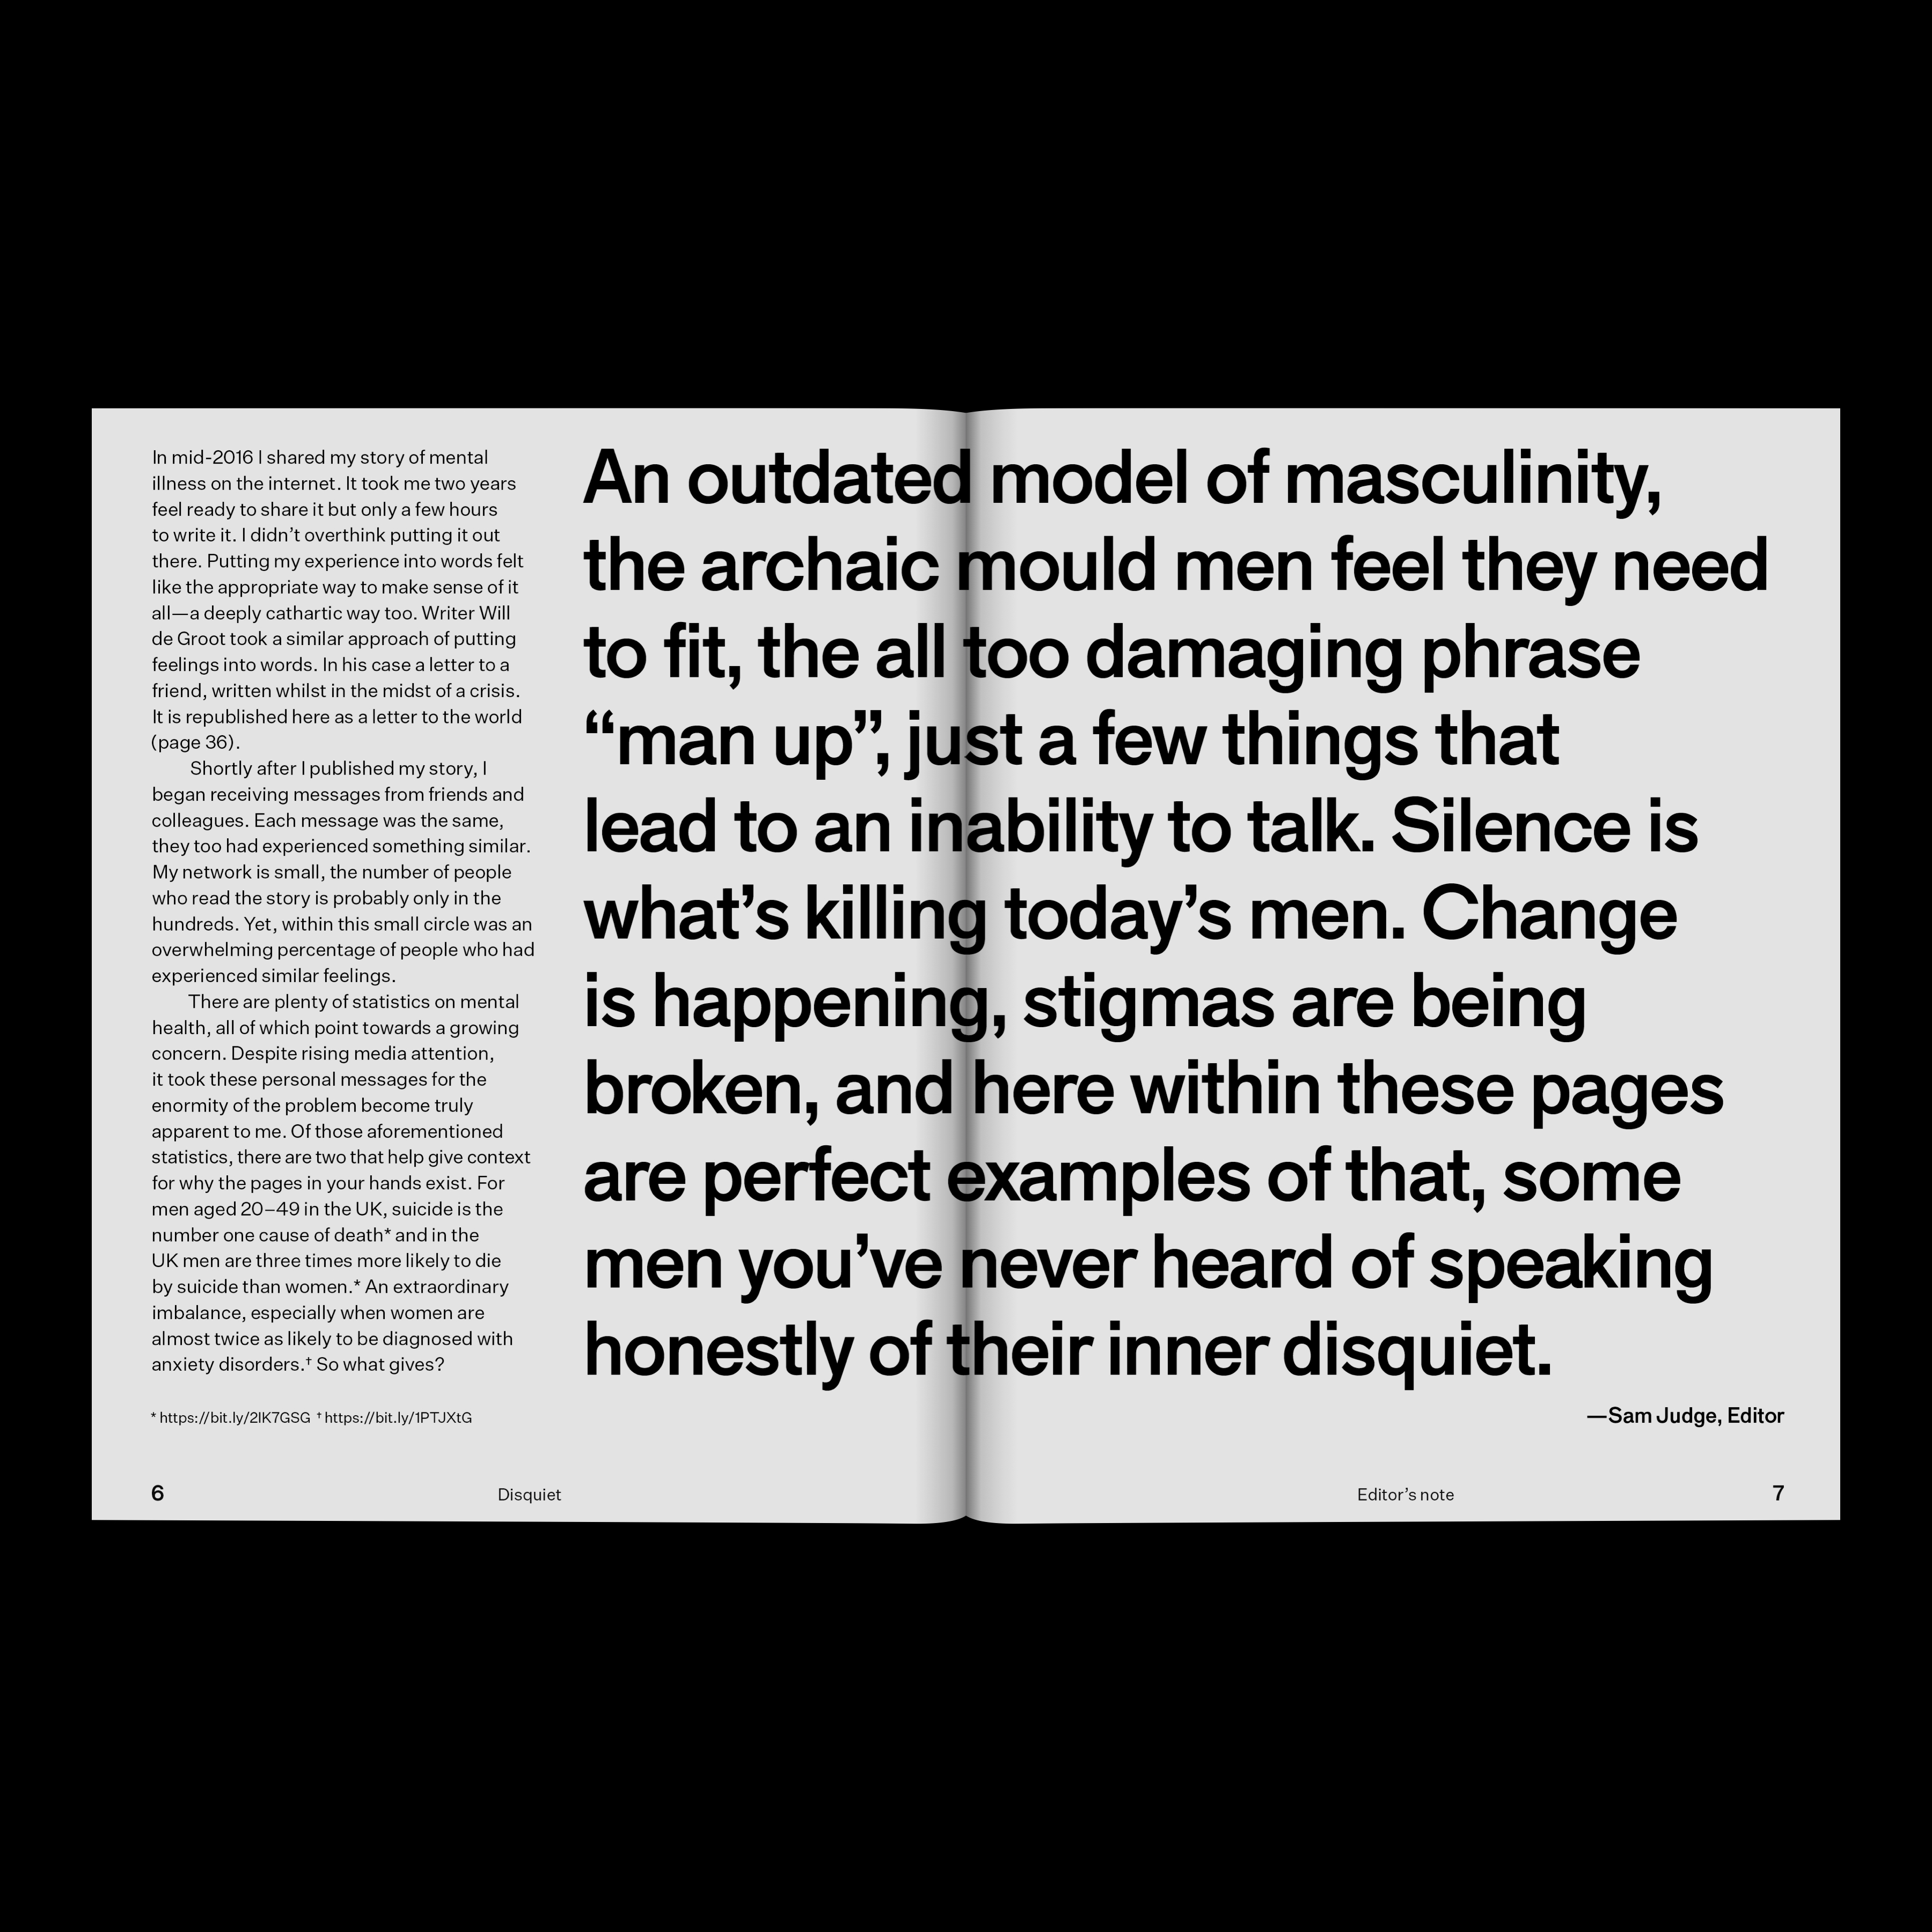 In mid-2016 I shared my story of mental
illness on the internet. It took me two years
feel ready to share it but only a few hours
to write it. I didn’t overthink putting it out
there. Putting my experience into words felt
like the appropriate way to make sense of it
all—a deeply cathartic way too. Writer Will
de Groot took a similar approach of putting
feelings into words. In his case a letter to a
friend, written whilst in the midst of a crisis.
It is republished here as a letter to the world
(page 36).
Shortly after I published my story, I
began receiving messages from friends and
colleagues. Each message was the same,
they too had experienced something similar.
My network is small, the number of people
who read the story is probably only in the
hundreds. Yet, within this small circle was an
overwhelming percentage of people who had
experienced similar feelings.
There are plenty of statistics on mental
health, all of which point towards a growing
concern. Despite rising media attention,
it took these personal messages for the
enormity of the problem become truly
apparent to me. Of those aforementioned
statistics, there are two that help give context
for why the pages in your hands exist. For
men aged 20–49 in the UK, suicide is the
number one cause of death* and in the
UK men are three times more likely to die
by suicide than women.* An extraordinary
imbalance, especially when women are
almost twice as likely to be diagnosed with
anxiety disorders.† So what gives?
* https://bit.ly/2IK7GSG † https://bit.ly/1PTJXtG
An outdated model of masculinity,
the archaic mould men feel they need
to fit, the all too damaging phrase
“man up”, just a few things that
lead to an inability to talk. Silence is
what’s killing today’s men. Change
is happening, stigmas are being
broken, and here within these pages
are perfect examples of that, some
men you’ve never heard of speaking
honestly of their inner disquiet.
—Sam Judge, Editor
6
Disquiet
Editor’s note
7